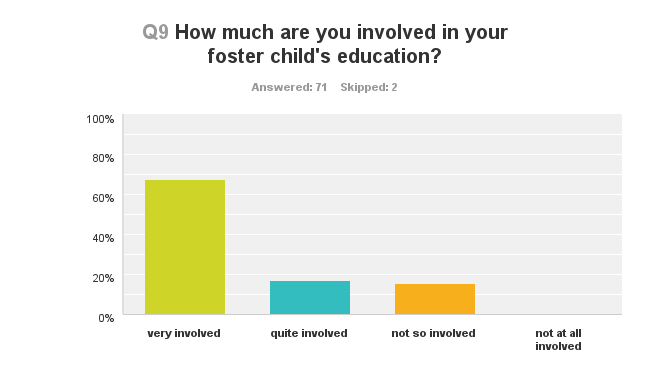 Q9 How much are you involved in your
foster child's education?
Answered: 71 Skipped: 2
100%
80%
60%
40%
20%
0%
very involved
quite involved
not so involved
not at all
involved